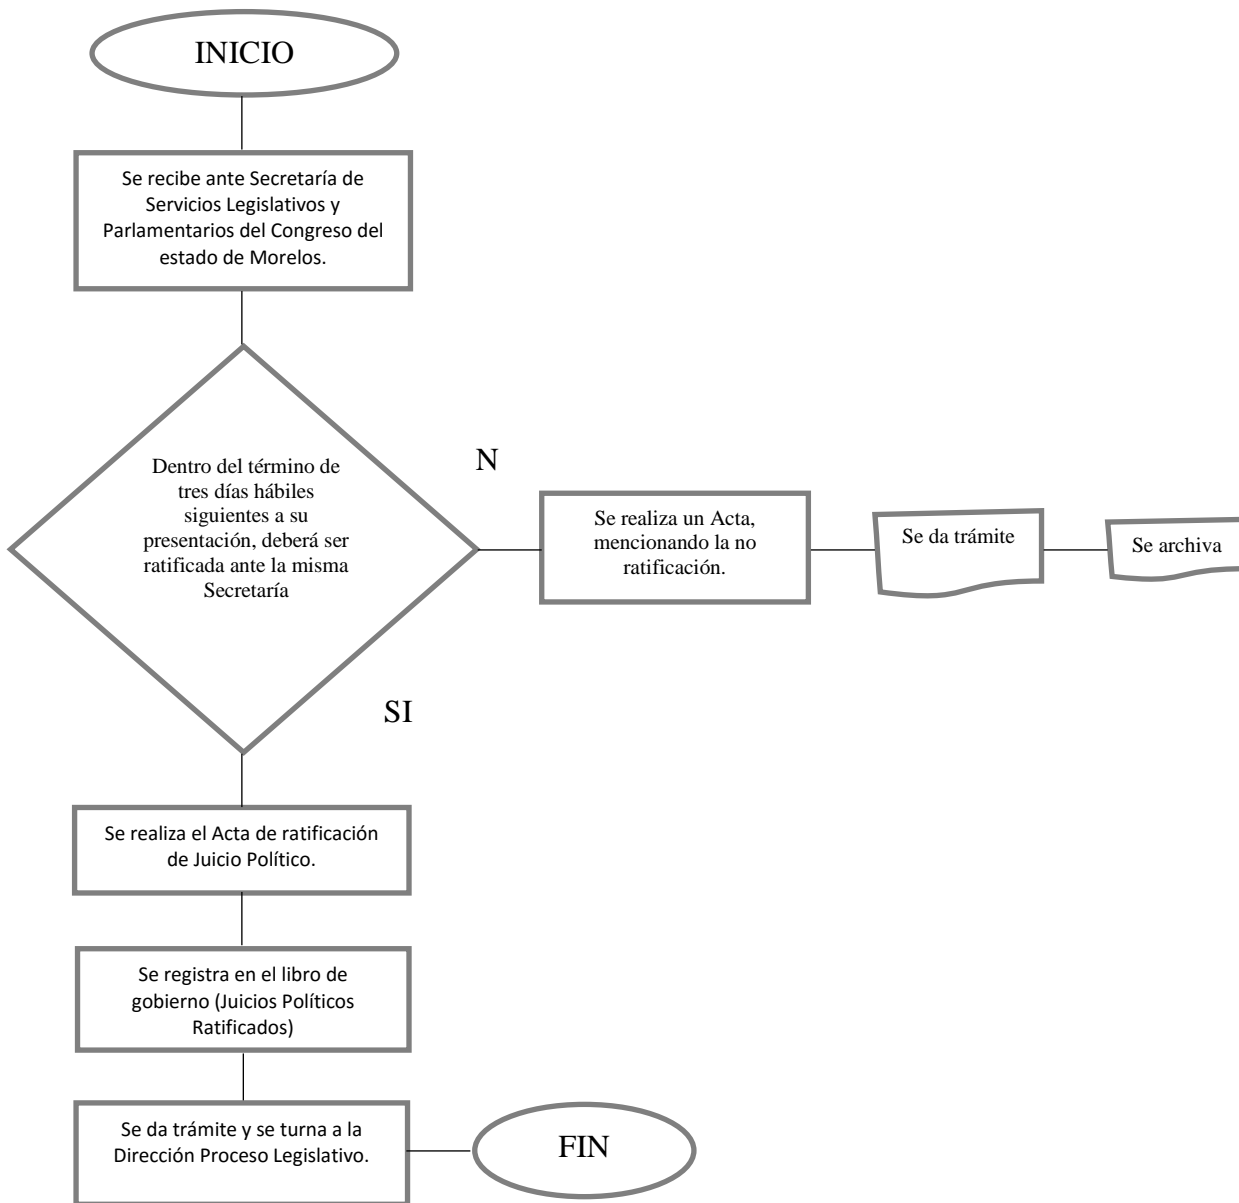 INICIO
Se recibe ante Secretaría de
Servicios Legislativos y
Parlamentarios del Congreso del
estado de Morelos.
Dentro del término de
tres días hábiles
siguientes a su
presentación, deberá ser
ratificada ante la misma
Secretaría
N
Se realiza un Acta,
mencionando la no
ratificación.
Se da trámite
Se archiva
SI
Se realiza el Acta de ratificación
de Juicio Político.
Se registra en el libro de
gobierno (Juicios Políticos
Ratificados)
Se da trámite y se turna a la
Dirección Proceso Legislativo.
FIN